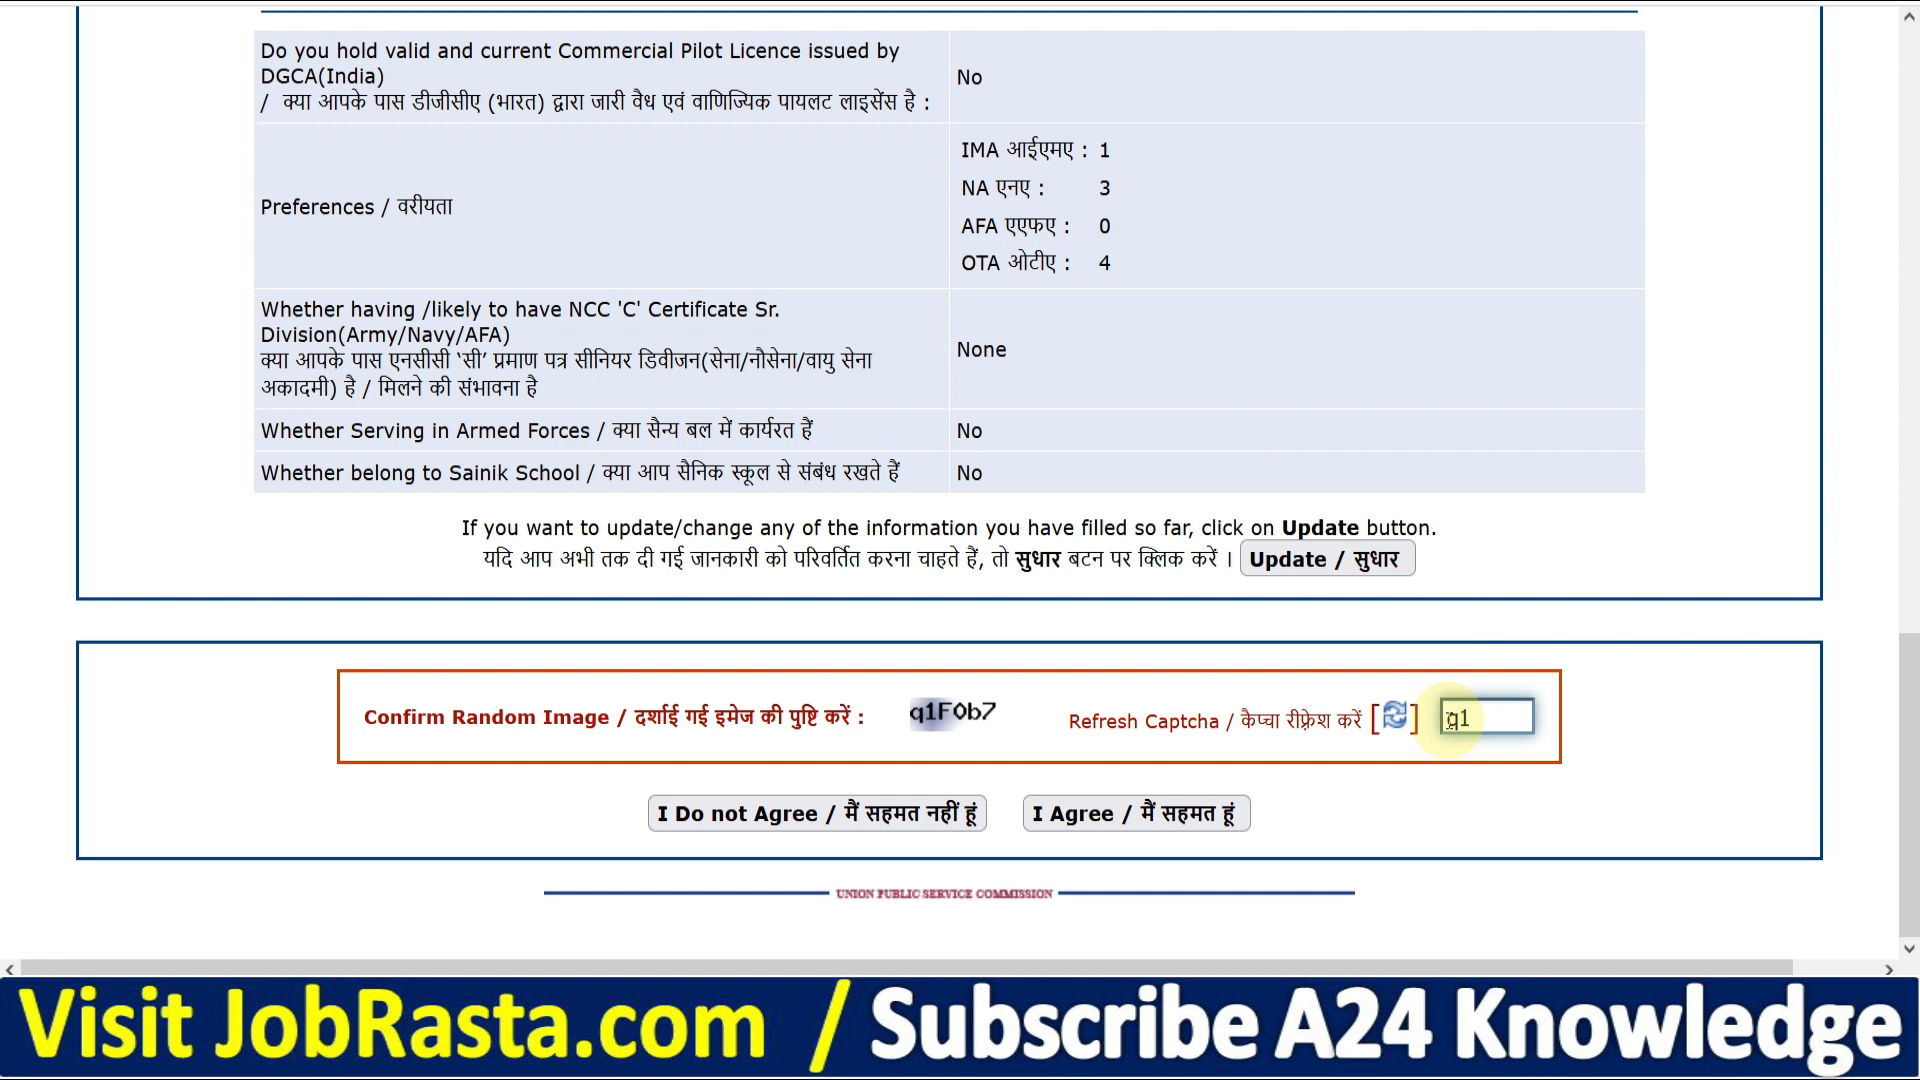 Do you hold valid and current Commercial Pilot Licence issued by
DGCA(India)
/ क्या आपके पास डीजीसीए (भारत) द्वारा जारी वैध एवं वाणिज्यिक पायलट लाइसेंस है :
No
Preferences / वरीयता
IMA आईएमए : 1
NA एनए : 3
AFA एएफए : 0
OTA ओटीए : 4
Whether having /likely to have NCC 'C' Certificate Sr.
Division(Army/Navy/AFA)
क्या आपके पास एनसीसी ‘सी’ प्रमाण पत्र सीनियर डिवीजन(सेना/नौसेना/वायु सेना
अकादमी) है / मिलने की संभावना है
None
Whether Serving in Armed Forces / क्या सैन्य बल में कार्यरत हैं
No
Whether belong to Sainik School / क्या आप सैनिक स्कूल से संबंध रखते हैं
No
If you want to update/change any of the information you have filled so far, click on Update button.
यदि आप अभी तक दी गई जानकारी को परिवर्तित करना चाहते हैं, तो सुधार बटन पर क्लिक करें । Update / सुधार
Confirm Random Image / दर्शाई गई इमेज की पुष्टि करें : q1F0b7 Refresh Captcha / कैप्चा रीफ़्रेश करें [ ] q1
I Do not Agree / मैं सहमत नहीं हूं I Agree / मैं सहमत हूं
UNION PUBLIC SERVICE COMMISSION
Visit JobRasta.com / Subscribe A24 Knowledge